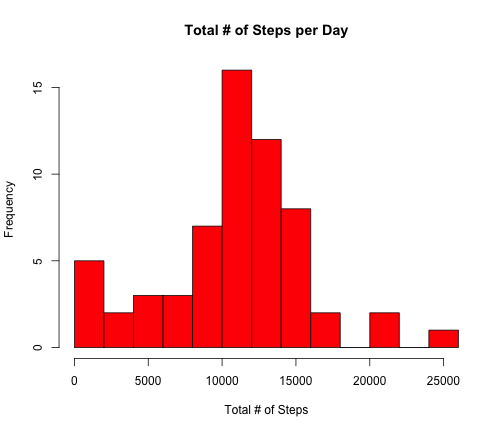 Total # of Steps per Day
Frequency
15
10
5
0
0 5000 10000 15000 20000 25000
Total # of Steps